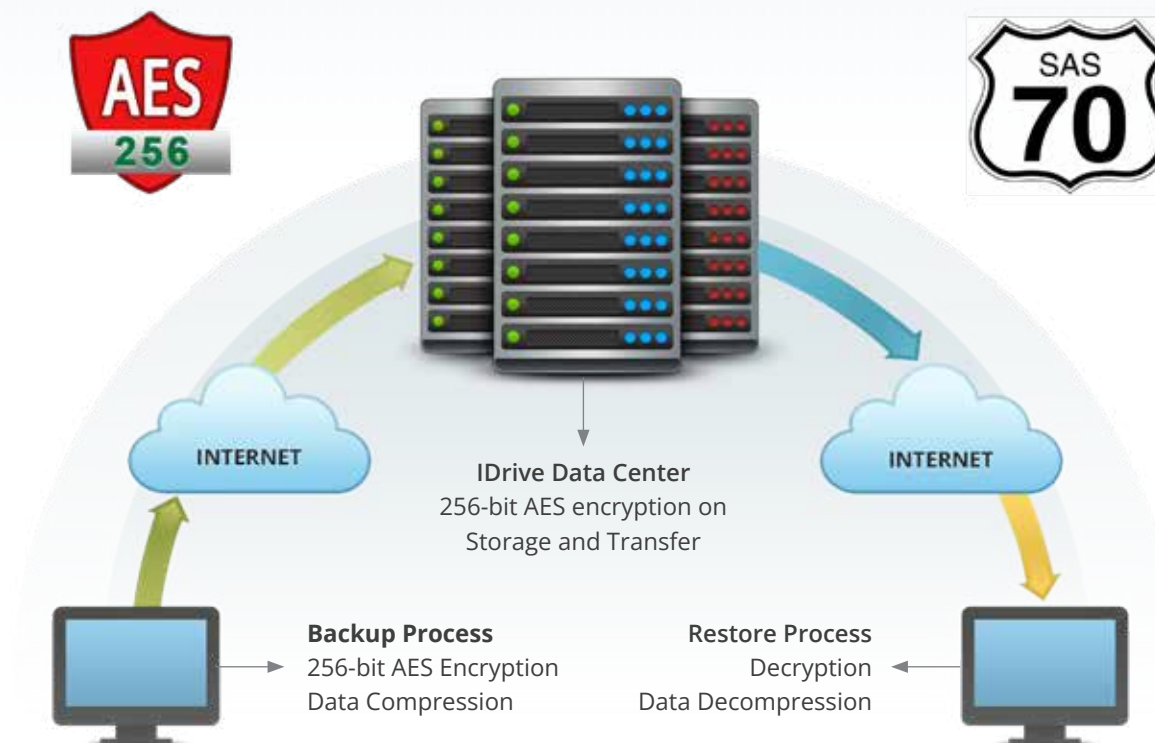 AES
256
SAS
70
INTERNET
INTERNET
IDrive Data Center
256-bit AES encryption on
Storage and Transfer
Backup Process
256-bit AES Encryption
Data Compression
Restore Process
Decryption
Data Decompression